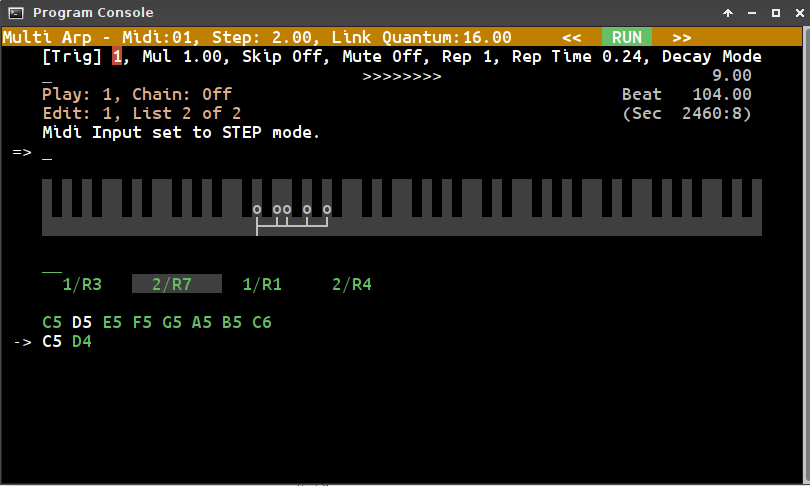 Program Console
Multi Arp - Midi:01, Step: 2.00, Link Quantum:16.00 << RUN >>
[Trig] 1, Mul 1.00, Skip Off, Mute Off, Rep 1, Rep Time 0.24, Decay Mode
_ >>>>>>>> 9.00
Play: 1, Chain: Off Beat 104.00
Edit: 1, List 2 of 2 (Sec 2460:8)
Midi Input set to STEP mode.
=> _
o oo o o
__
1/R3 2/R7 1/R1 2/R4
C5 D5 E5 F5 G5 A5 B5 C6
-> C5 D4